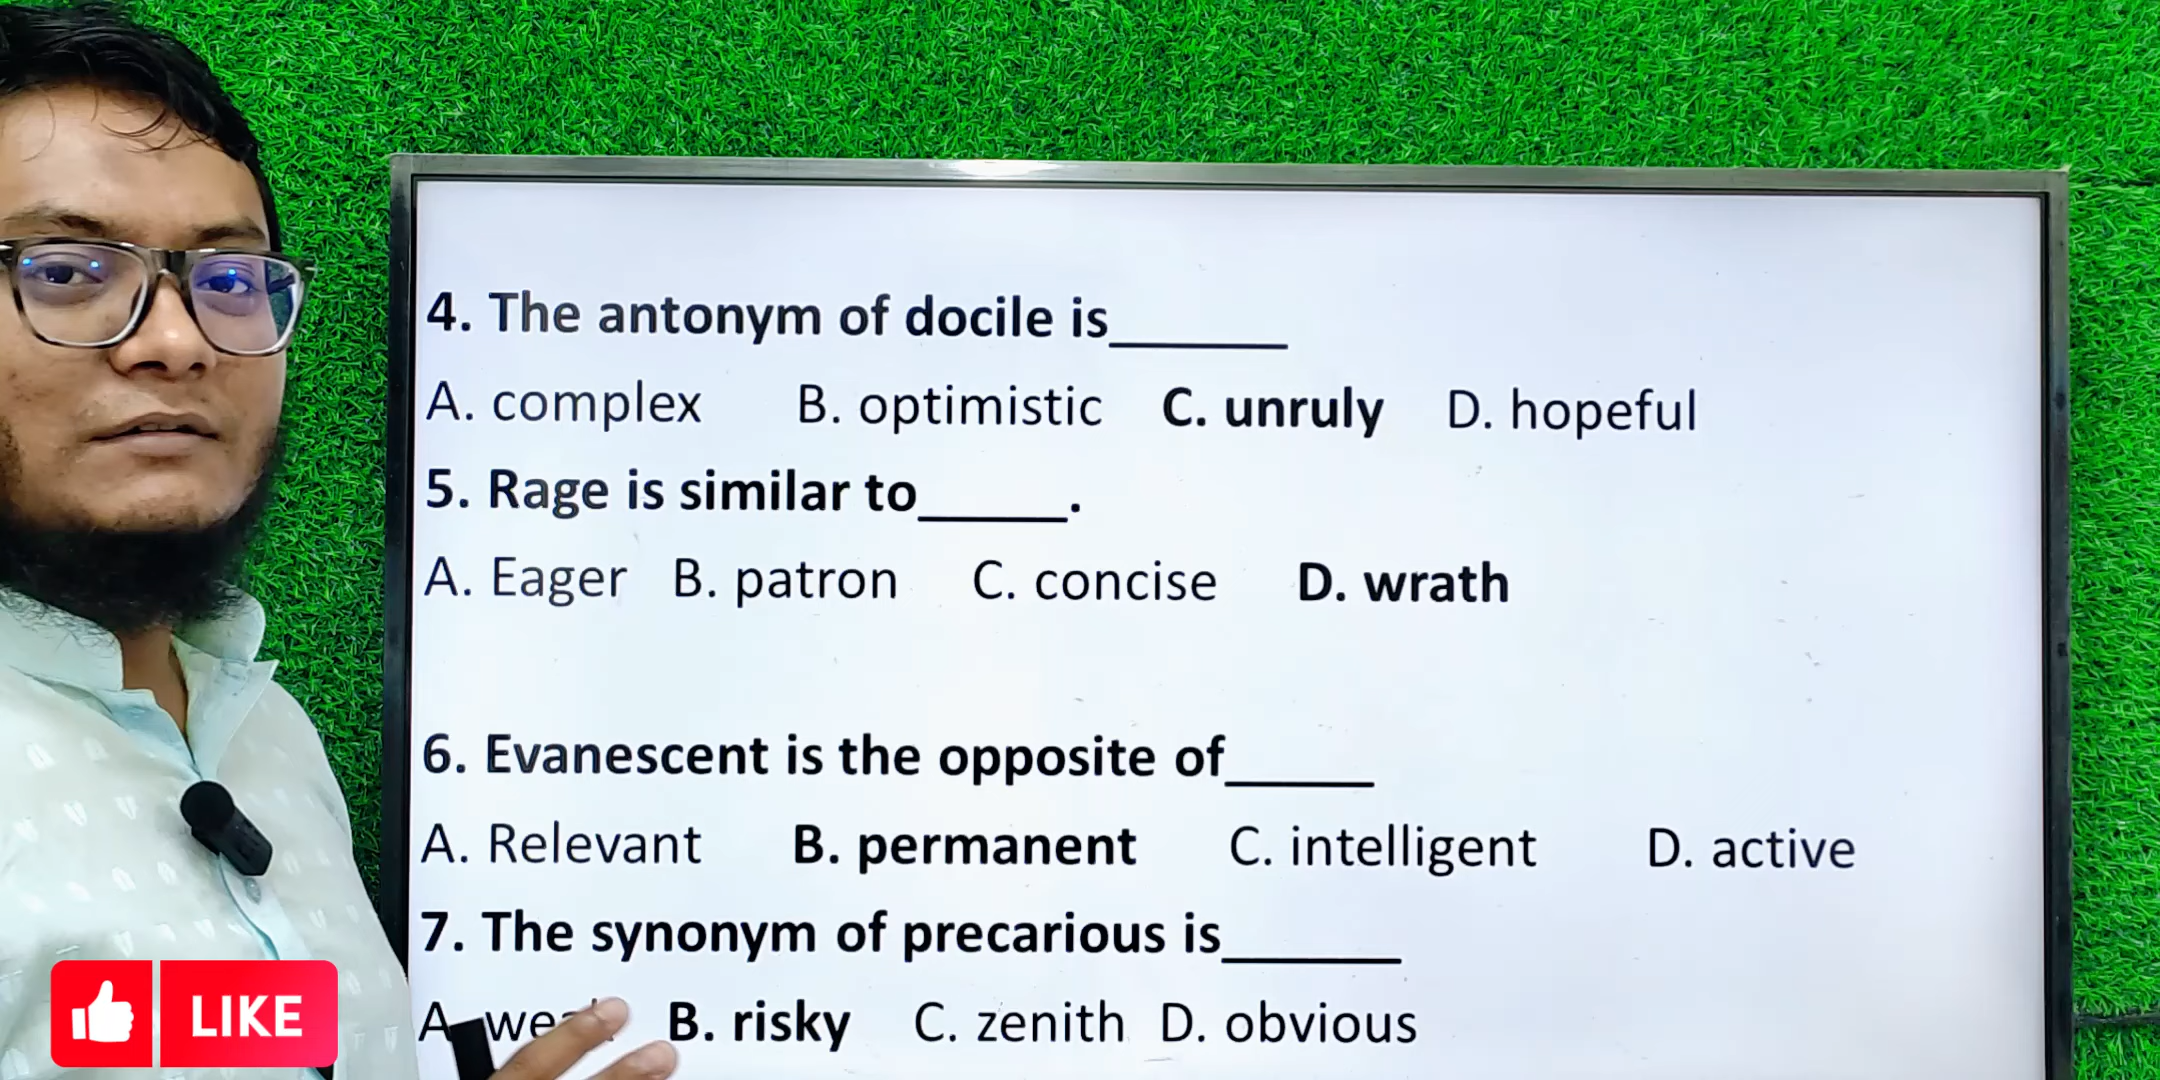 4. The antonym of docile is______
A. complex B. optimistic C. unruly D. hopeful
5. Rage is similar to_____.
A. Eager B. patron C. concise D. wrath
6. Evanescent is the opposite of_____
A. Relevant B. permanent C. intelligent D. active
7. The synonym of precarious is______
A. B. risky C. zenith D. obvious
LIKE